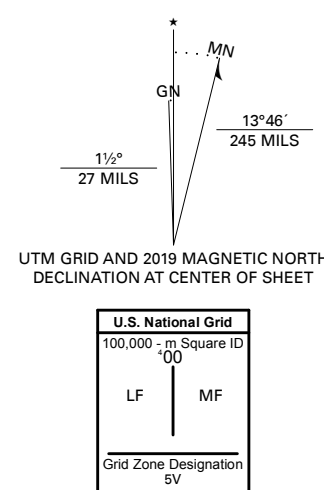 ★
MN
GN
13°46´
245 MILS
1½°
27 MILS
UTM GRID AND 2019 MAGNETIC NORTH
DECLINATION AT CENTER OF SHEET
U.S. National Grid
100,000 - m Square ID
⁴00
LF MF
Grid Zone Designation
5V